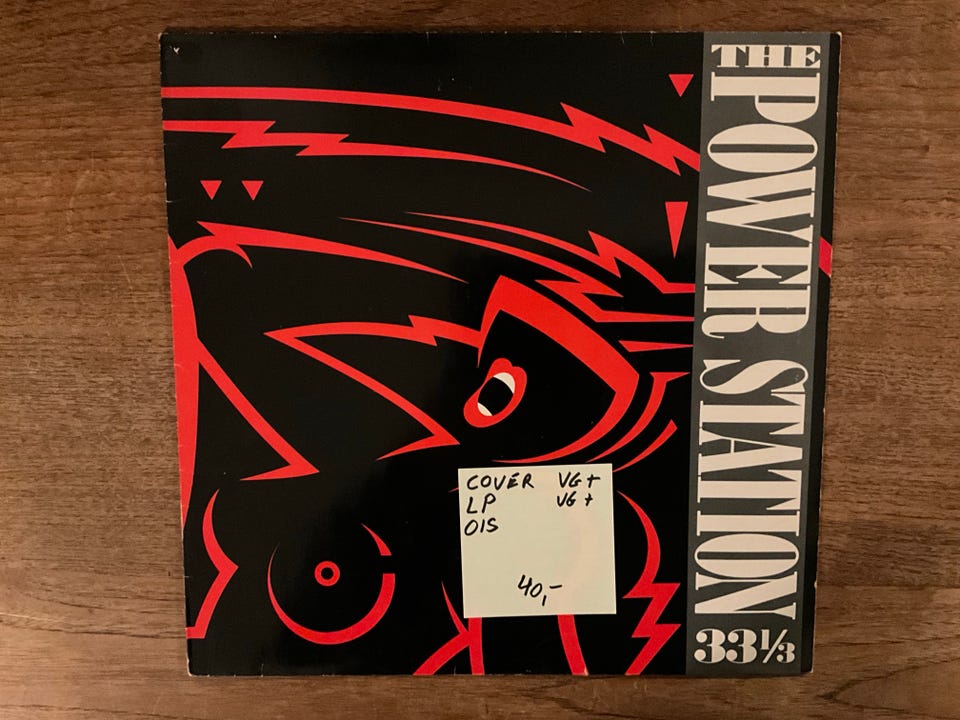 THE POWER STATION 33⅓
COVER VG+
LP VG+
OIS
40,-